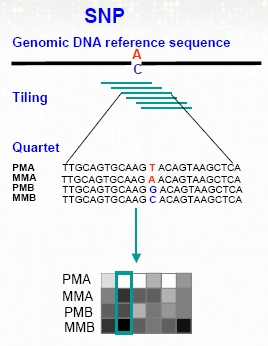 SNP
Genomic DNA reference sequence
A
C
Tiling
Quartet
PMA TTGCAGTGCAAG T ACAGTAAGCTCA
MMA TTGCAGTGCAAG A ACAGTAAGCTCA
PMB TTGCAGTGCAAG G ACAGTAAGCTCA
MMB TTGCAGTGCAAG C ACAGTAAGCTCA
PMA
MMA
PMB
MMB